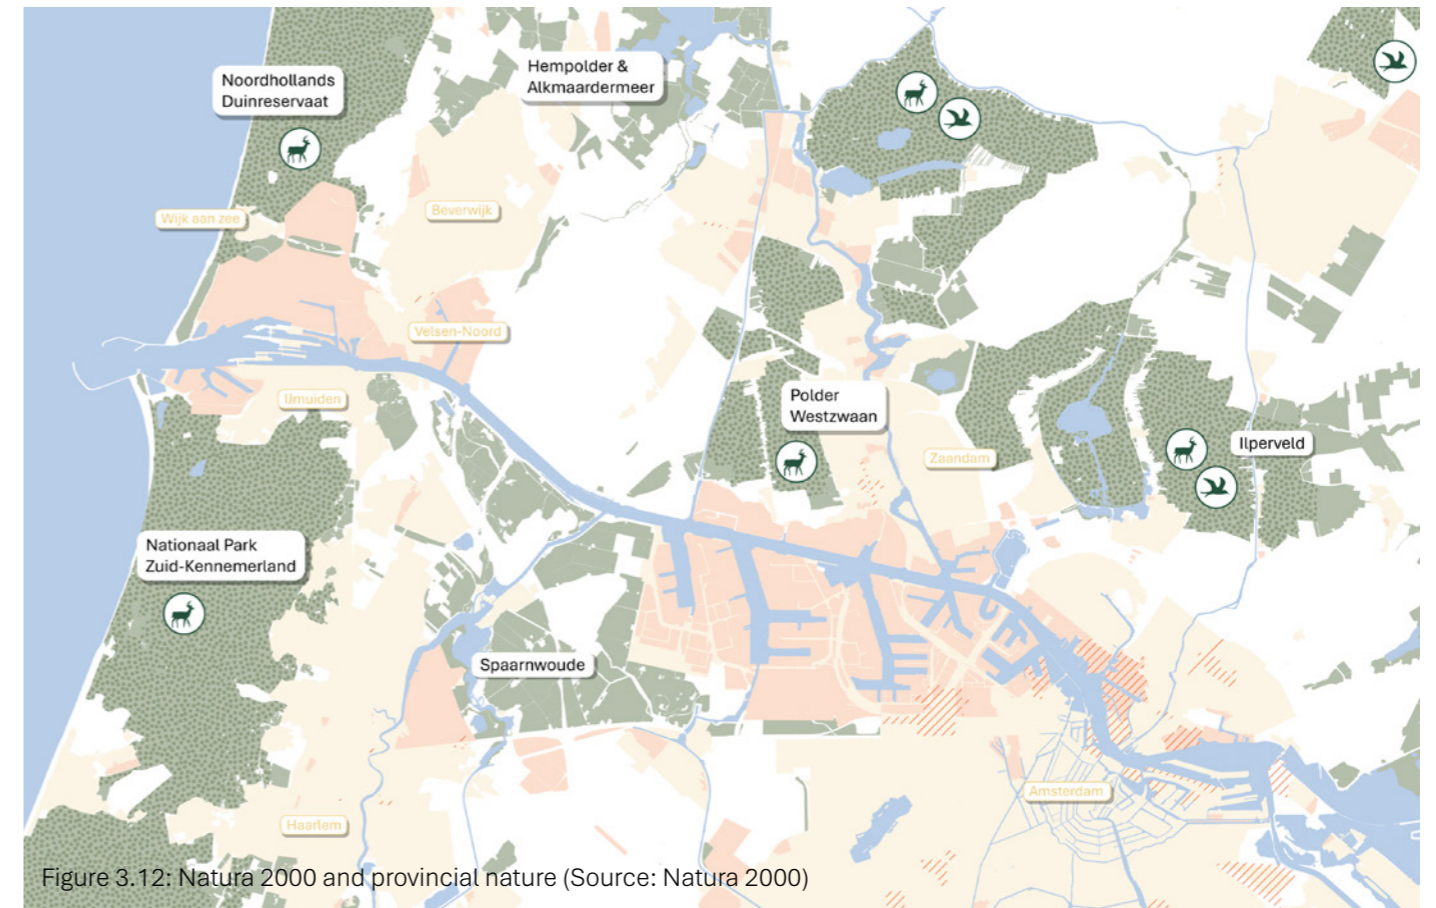 Noordhollands
Duinreservaat
Hempolder &
Alkmaardermeer
Wijk aan zee
Beverwijk
Velsen-Noord
IJmuiden
Polder
Westzwaan
Zaandam
Ilperveld
Nationaal Park
Zuid-Kennemerland
Spaarnwoude
Amsterdam
Haarlem
Figure 3.12: Natura 2000 and provincial nature (Source: Natura 2000)